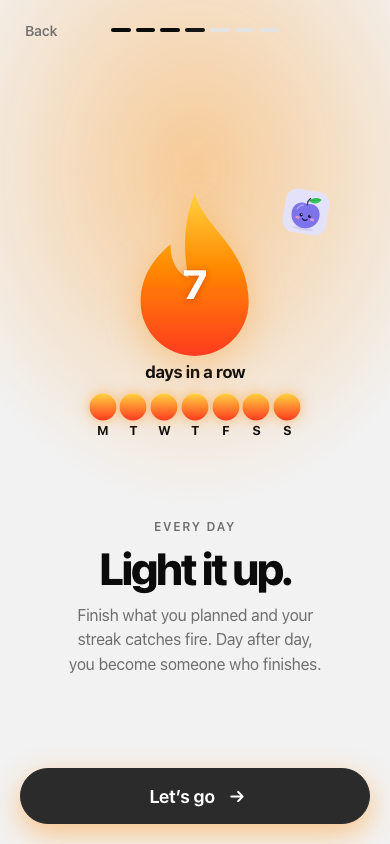 Back
7
days in a row
M T W T F S S
EVERY DAY
Light it up.
Finish what you planned and your
streak catches fire. Day after day,
you become someone who finishes.
Let’s go →